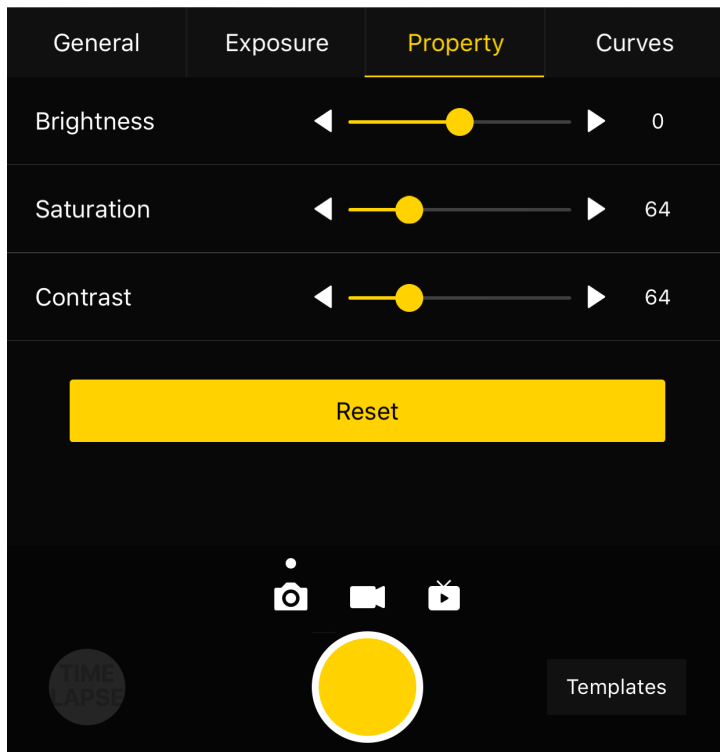 General Exposure Property Curves
Brightness 0
Saturation 64
Contrast 64
Reset
TIME
LAPSE
Templates